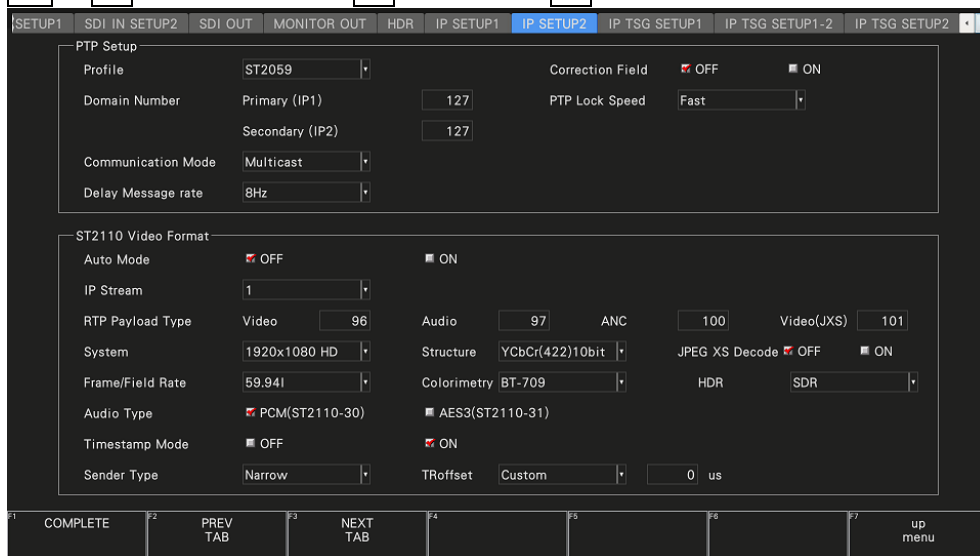 SETUP1 SDI IN SETUP2 SDI OUT MONITOR OUT HDR IP SETUP1 IP SETUP2 IP TSG SETUP1 IP TSG SETUP1-2 IP TSG SETUP2
PTP Setup
Profile ST2059 Correction Field OFF ON
Domain Number Primary (IP1) 127 PTP Lock Speed Fast
Secondary (IP2) 127
Communication Mode Multicast
Delay Message rate 8Hz
ST2110 Video Format
Auto Mode OFF ON
IP Stream 1
RTP Payload Type Video 96 Audio 97 ANC 100 Video(JXS) 101
System 1920x1080 HD Structure YCbCr(422)10bit JPEG XS Decode OFF ON
Frame/Field Rate 59.94I Colorimetry BT-709 HDR SDR
Audio Type PCM(ST2110-30) AES3(ST2110-31)
Timestamp Mode OFF ON
Sender Type Narrow TRoffset Custom 0 us
F1 COMPLETE F2 PREV F3 NEXT F4 F5 F6 F7 up
TAB TAB menu